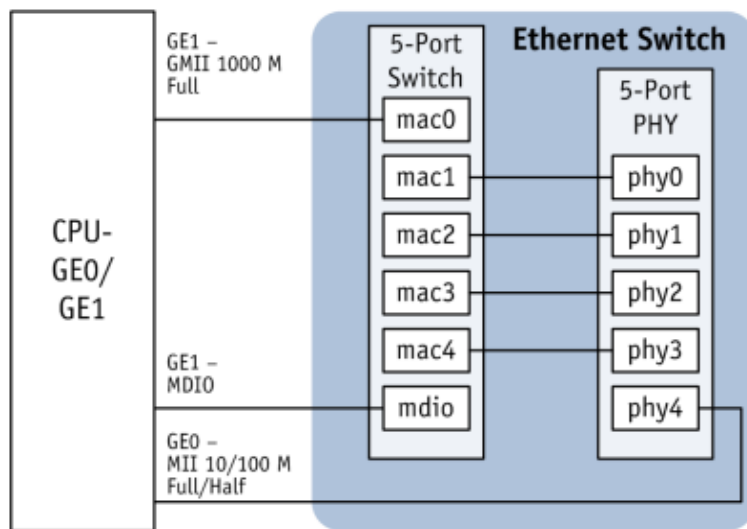 GE1 –
GMII 1000 M
Full
5-Port
Switch
Ethernet Switch
5-Port
PHY
mac0
mac1
phy0
mac2
phy1
CPU-
GE0/
GE1
mac3
phy2
mac4
phy3
GE1 –
MDIO
mdio
phy4
GE0 –
MII 10/100 M
Full/Half